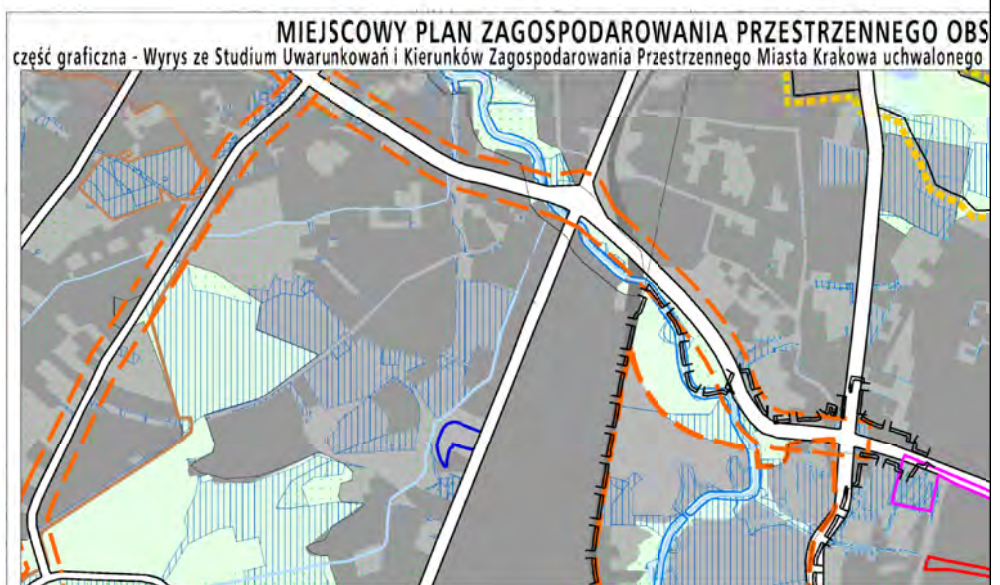 MIEJSCOWY PLAN ZAGOSPODAROWANIA PRZESTRZENNEGO OBS
część graficzna - Wyrys ze Studium Uwarunkowań i Kierunków Zagospodarowania Przestrzennego Miasta Krakowa uchwalonego